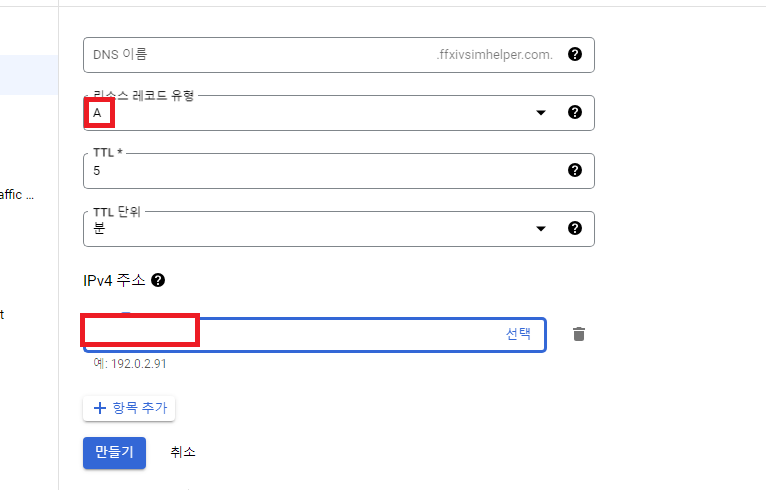 DNS 이름 .ffxivsimhelper.com.
리소스 레코드 유형
A
TTL *
5
affic ...
TTL 단위
분
IPv4 주소
t
선택
예: 192.0.2.91
항목 추가
만들기 취소